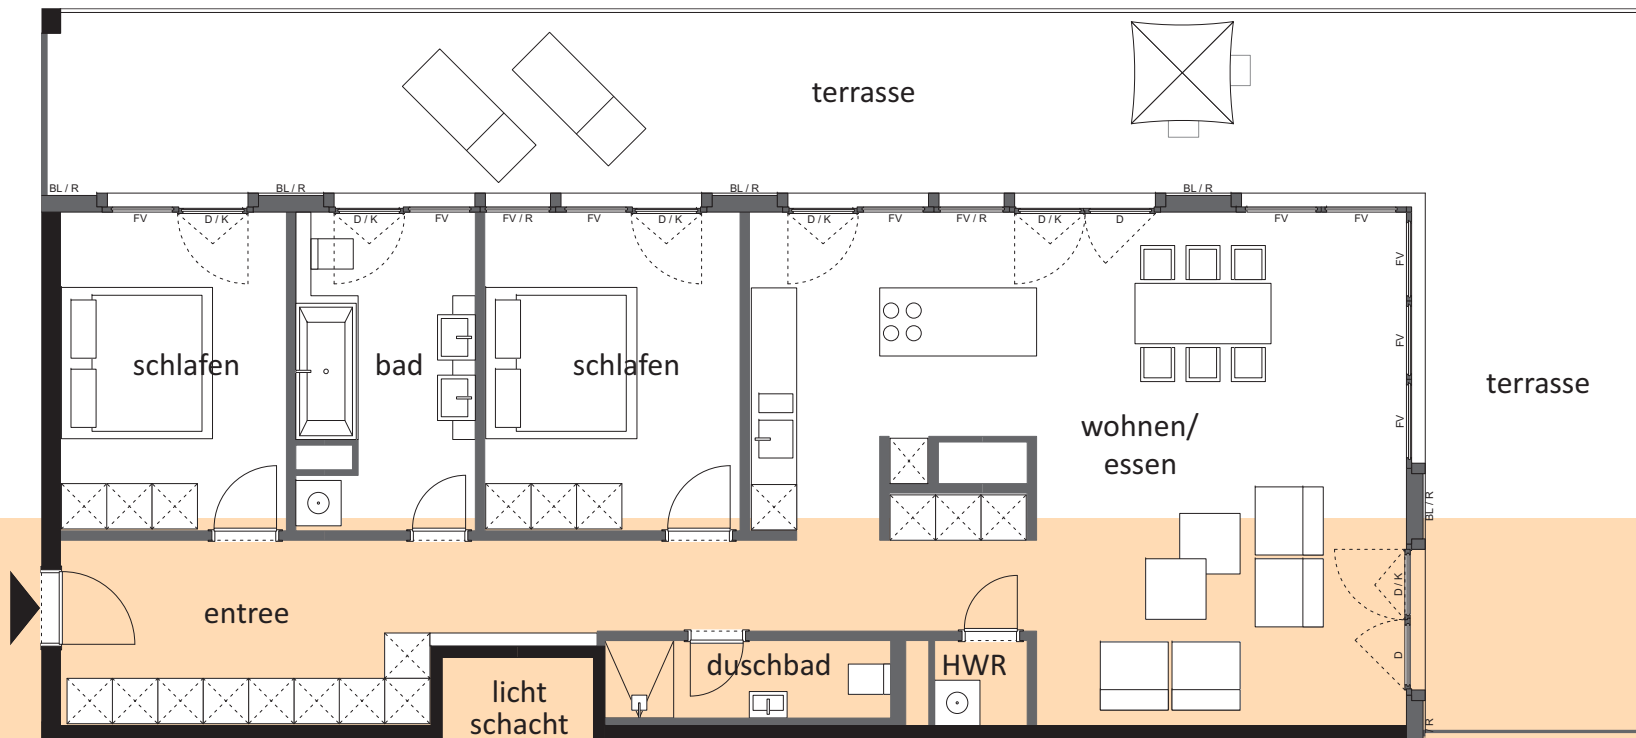 terrasse
BL / R
BL / R
BL / R
BL / R
FV
D / K
D / K
FV
FV / R
FV
D / K
D / K
FV
FV / R
D / K
D
FV
FV
FV
FV
FV
schlafen
bad
schlafen
terrasse
wohnen/
essen
BL / R
D / K
D
entree
duschbad
HWR
licht
schacht
/ R